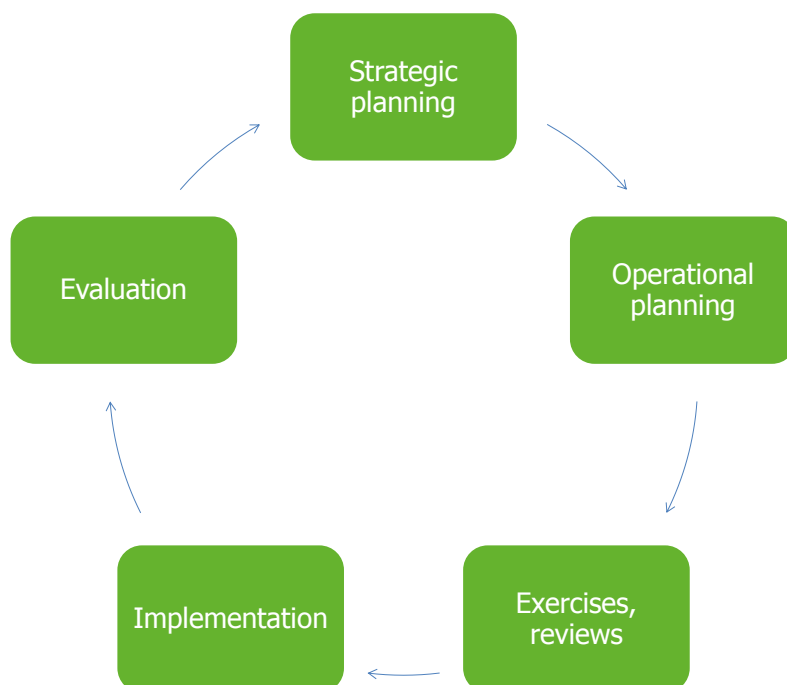 Strategic
planning
Operational
planning
Exercises,
reviews
Implementation
Evaluation